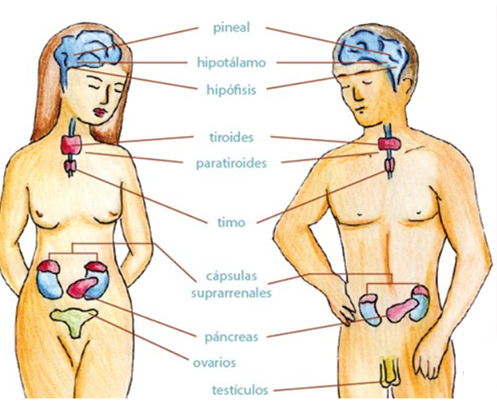 pineal
hipotálamo
hipófisis
tiroides
paratiroides
timo
cápsulas
suprarrenales
páncreas
ovarios
testículos